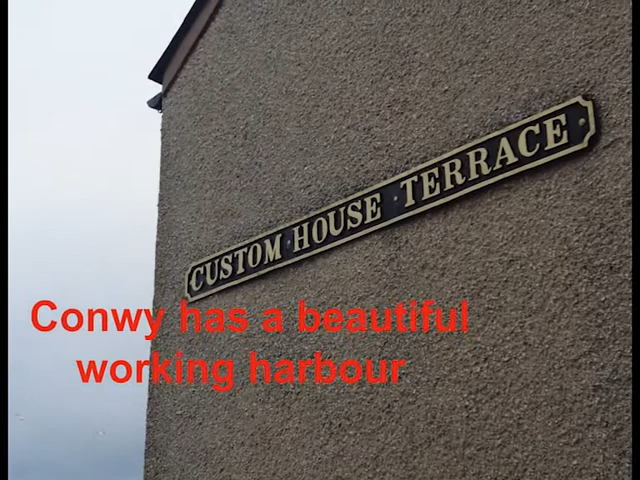 CUSTOM · HOUSE · TERRACE
Conwy has a beautiful
working harbour